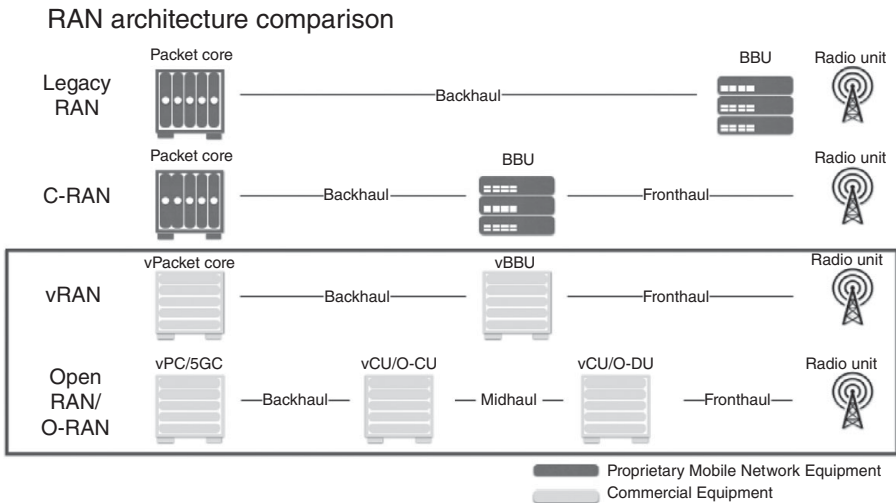 RAN architecture comparison
Packet core
BBU
Radio unit
Legacy
RAN
Backhaul
Packet core
BBU
Radio unit
C-RAN
Backhaul
Fronthaul
vPacket core
vBBU
Radio unit
vRAN
Backhaul
Fronthaul
vPC/5GC
vCU/O-CU
vCU/O-DU
Radio unit
Open
RAN/
O-RAN
Backhaul
Midhaul
Fronthaul
Proprietary Mobile Network Equipment
Commercial Equipment